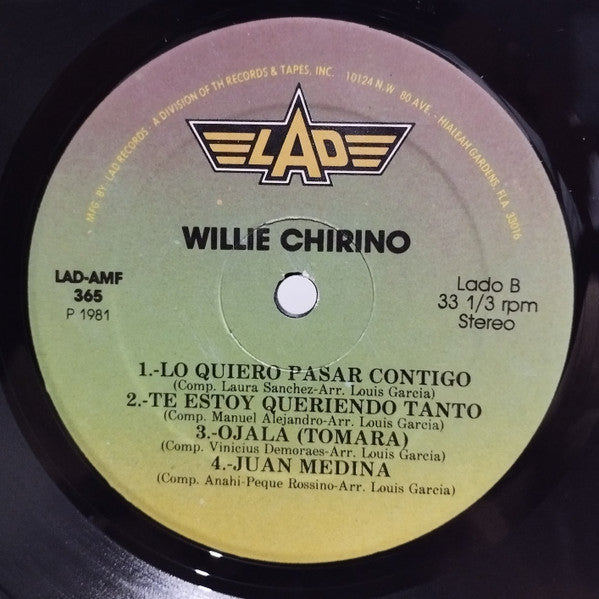 MFG. BY LAD RECORDS - A DIVISION OF TH RECORDS & TAPES, INC. 10124 N.W 80 AVE. - HIALEAH GARDENS, FLA. 33016
LAD
WILLIE CHIRINO
LAD-AMF
365
P 1981
Lado B
33 1/3 rpm
Stereo
1.-LO QUIERO PASAR CONTIGO
(Comp. Laura Sanchez-Arr. Louis Garcia)
2.-TE ESTOY QUERIENDO TANTO
(Comp. Manuel Alejandro-Arr. Louis Garcia)
3.-OJALA (TOMARA)
(Comp. Vinicius Demoraes-Arr. Louis Garcia)
4.-JUAN MEDINA
(Comp. Anahi-Peque Rossino-Arr. Louis Garcia)